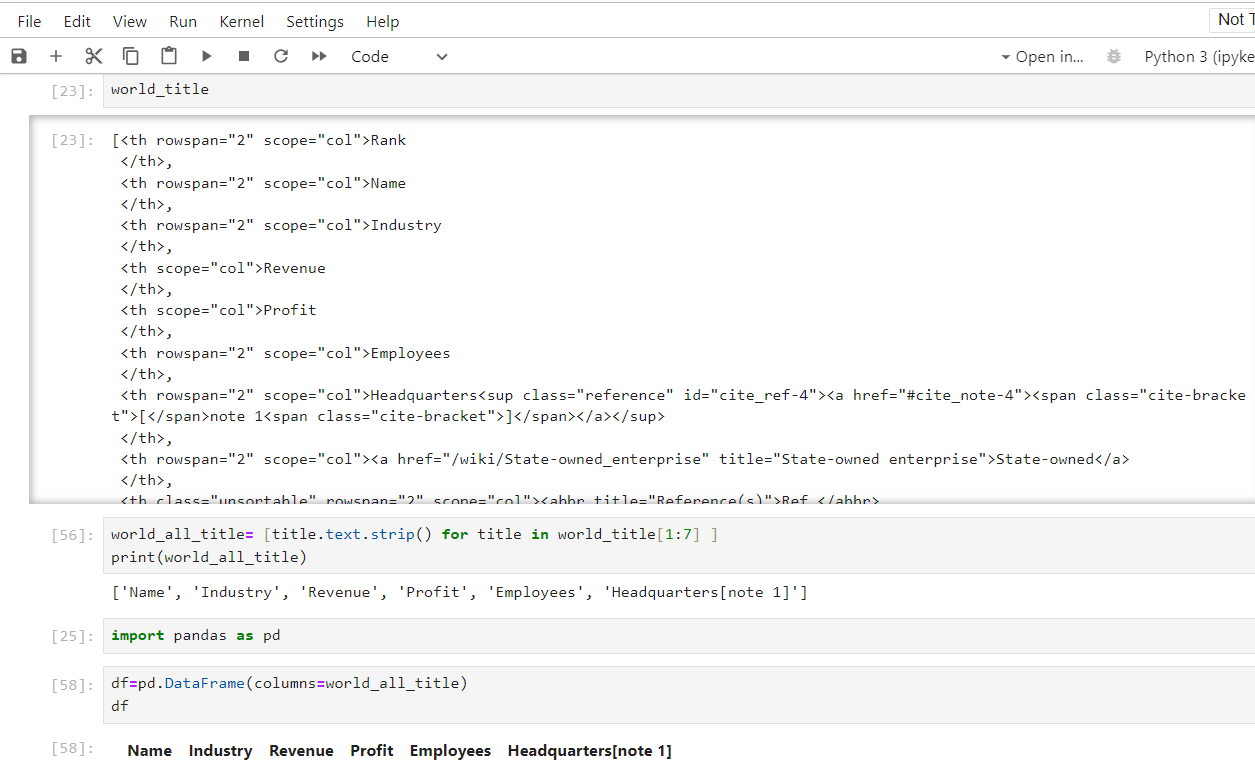 File Edit View Run Kernel Settings Help Not T
Code Open in... Python 3 (ipyke
[23]: world_title
[23]: [<th rowspan="2" scope="col">Rank
</th>,
<th rowspan="2" scope="col">Name
</th>,
<th rowspan="2" scope="col">Industry
</th>,
<th scope="col">Revenue
</th>,
<th scope="col">Profit
</th>,
<th rowspan="2" scope="col">Employees
</th>,
<th rowspan="2" scope="col">Headquarters<sup class="reference" id="cite_ref-4"><a href="#cite_note-4"><span class="cite-bracke
t">[</span>note 1<span class="cite-bracket">]</span></a></sup>
</th>,
<th rowspan="2" scope="col"><a href="/wiki/State-owned_enterprise" title="State-owned enterprise">State-owned</a>
</th>,
<th class="unsortable" rowspan="2" scope="col"><abbr title="Reference(s)">Ref.</abbr>
[56]: world_all_title= [title.text.strip() for title in world_title[1:7] ]
print(world_all_title)
['Name', 'Industry', 'Revenue', 'Profit', 'Employees', 'Headquarters[note 1]']
[25]: import pandas as pd
[58]: df=pd.DataFrame(columns=world_all_title)
df
[58]: Name Industry Revenue Profit Employees Headquarters[note 1]